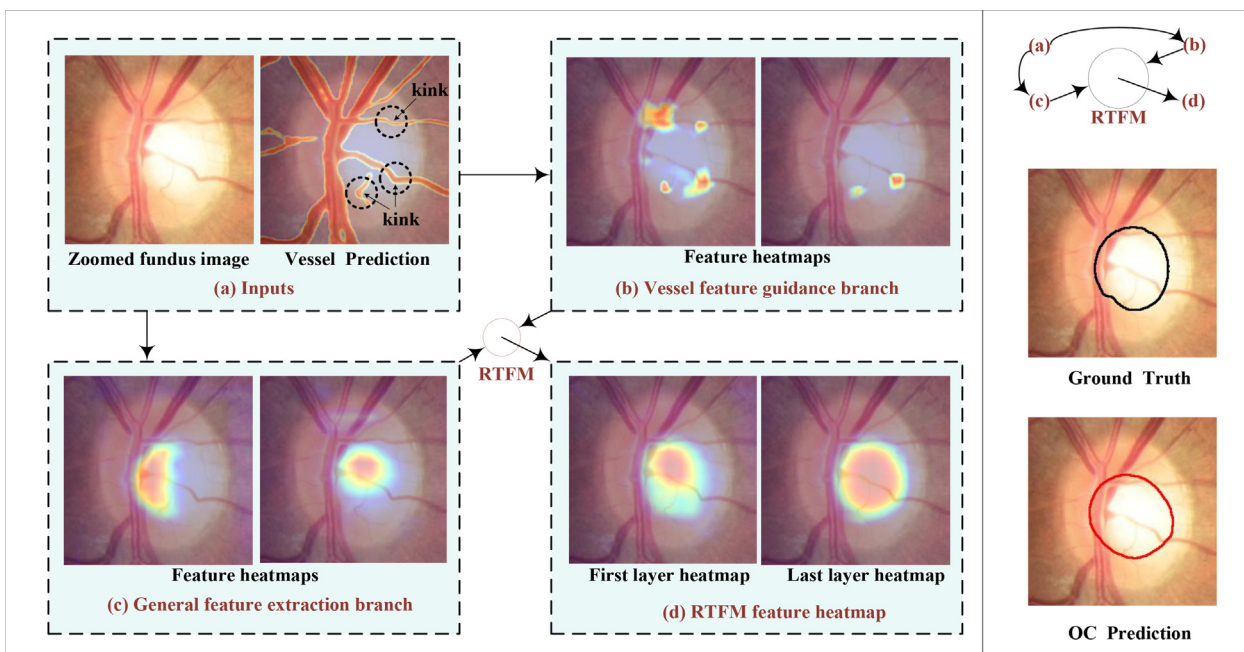 kink
kink
Zoomed fundus image
Vessel Prediction
(a) Inputs
Feature heatmaps
(b) Vessel feature guidance branch
RTFM
Feature heatmaps
(c) General feature extraction branch
First layer heatmap
Last layer heatmap
(d) RTFM feature heatmap
(a)
(b)
(c)
(d)
RTFM
Ground Truth
OC Prediction